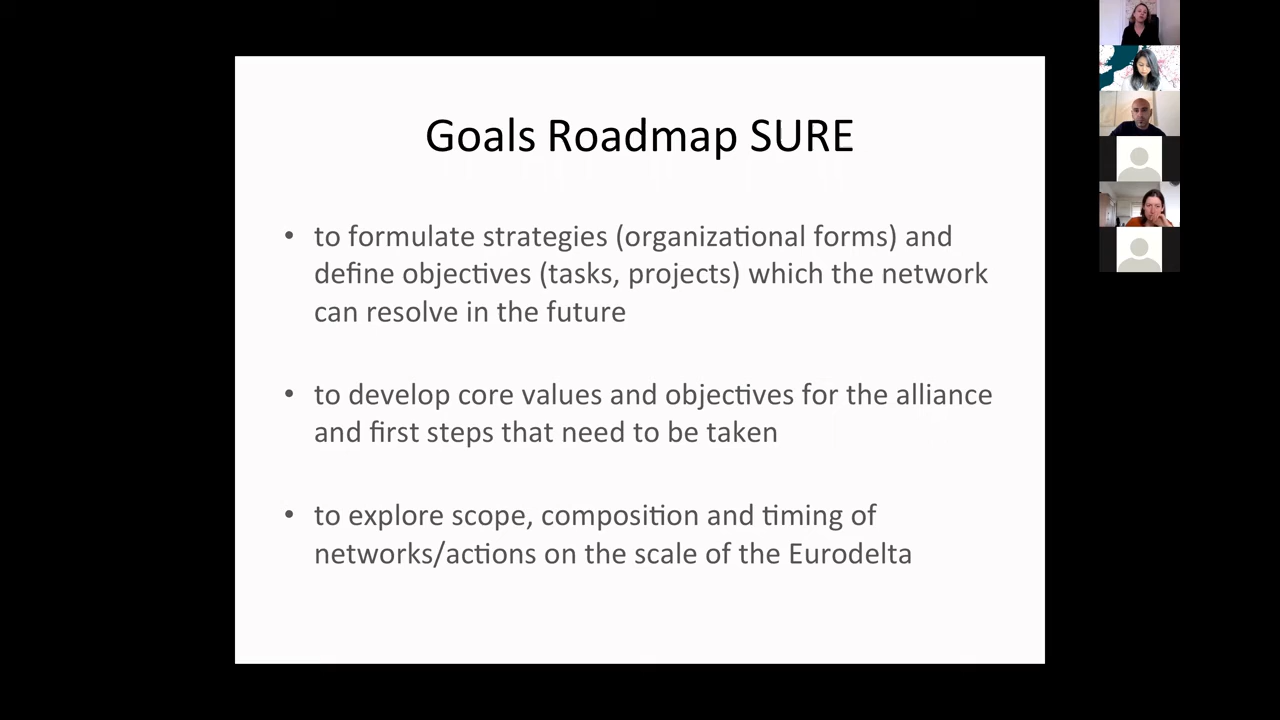 Goals Roadmap SURE
• to formulate strategies (organizational forms) and
define objectives (tasks, projects) which the network
can resolve in the future
• to develop core values and objectives for the alliance
and first steps that need to be taken
• to explore scope, composition and timing of
networks/actions on the scale of the Eurodelta